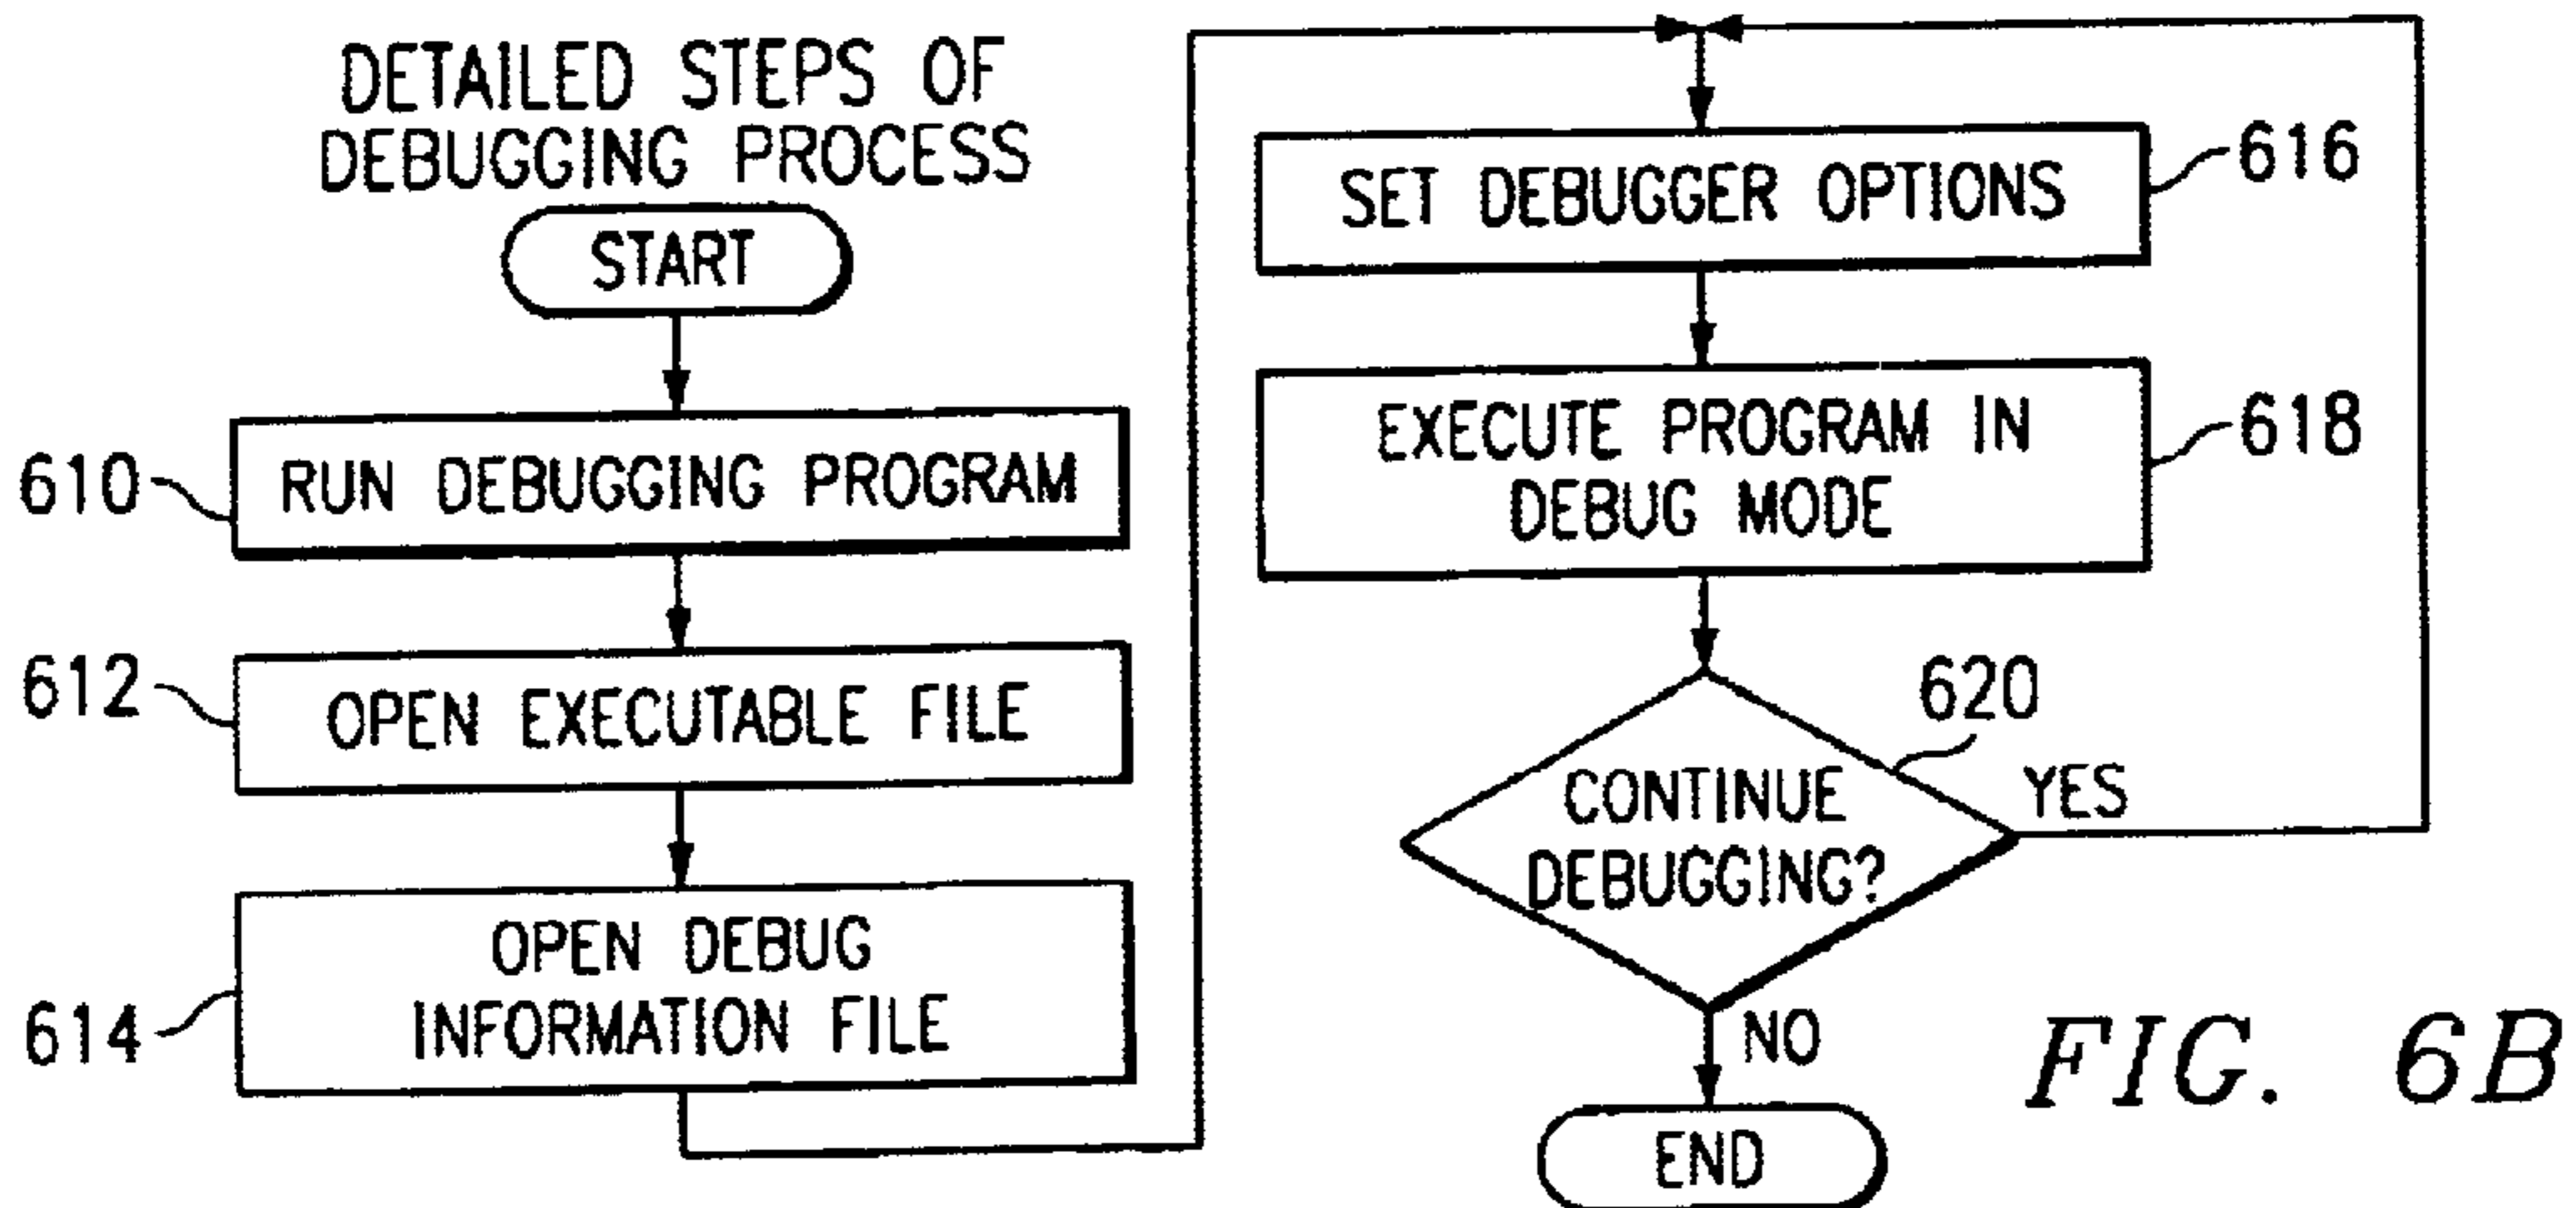 DETAILED STEPS OF
DEBUGGING PROCESS
START
610
RUN DEBUGGING PROGRAM
612
OPEN EXECUTABLE FILE
614
OPEN DEBUG
INFORMATION FILE
SET DEBUGGER OPTIONS
616
EXECUTE PROGRAM IN
DEBUG MODE
618
620
CONTINUE
DEBUGGING?
YES
NO
END
FIG. 6B